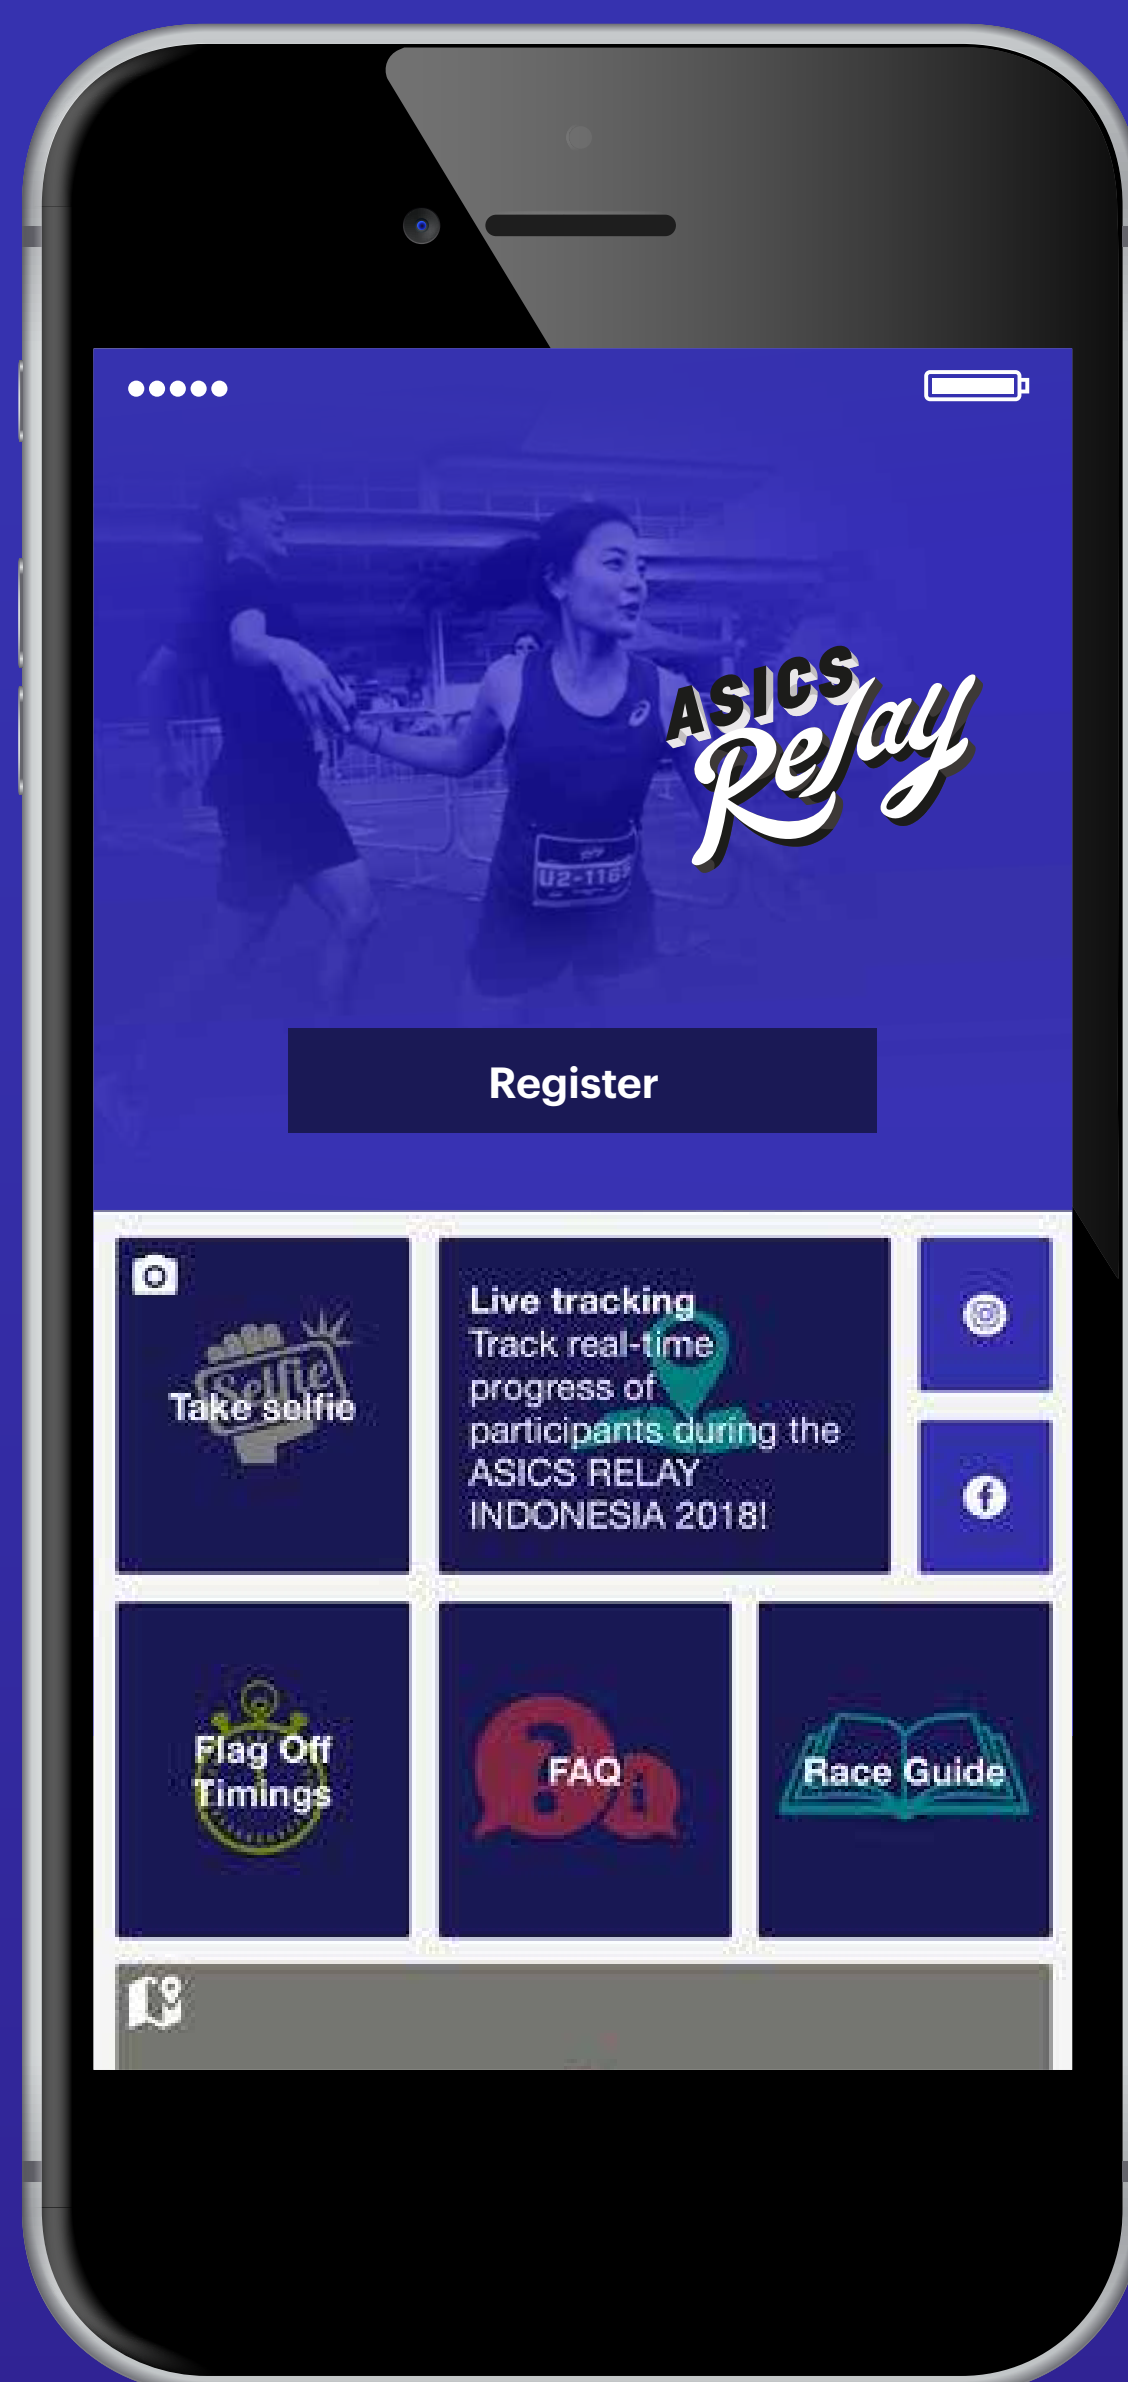 ASICS
Relay
U2-116
Register
Selfie
Take selfie
Live tracking
Track real-time
progress of
participants during the
ASICS RELAY
INDONESIA 2018!
Flag Off
Timings
FAQ
Race Guide